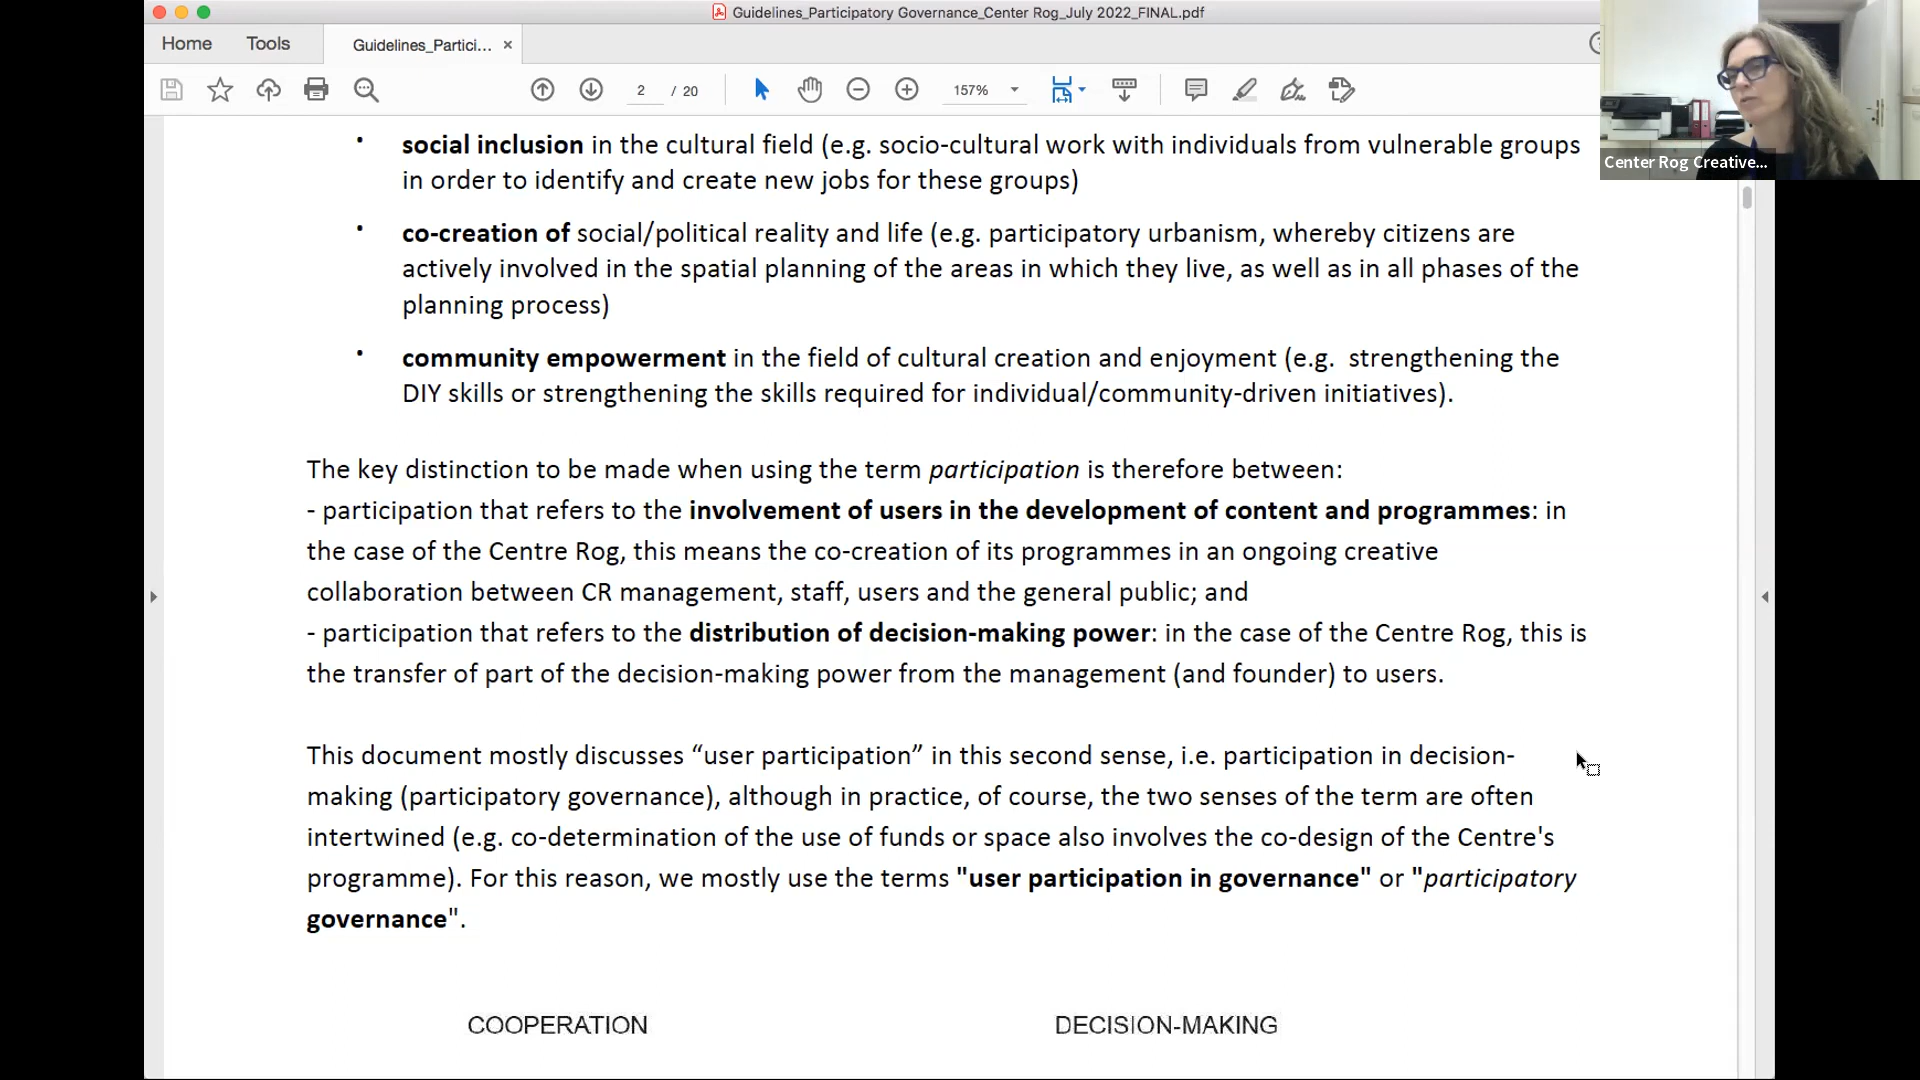 Guidelines_Participatory Governance_Center Rog_July 2022_FINAL.pdf
Home
Tools
Guidelines_Partici... ×
2 / 20
157%
Center Rog Creative...
• social inclusion in the cultural field (e.g. socio-cultural work with individuals from vulnerable groups
in order to identify and create new jobs for these groups)
• co-creation of social/political reality and life (e.g. participatory urbanism, whereby citizens are
actively involved in the spatial planning of the areas in which they live, as well as in all phases of the
planning process)
• community empowerment in the field of cultural creation and enjoyment (e.g. strengthening the
DIY skills or strengthening the skills required for individual/community-driven initiatives).
The key distinction to be made when using the term participation is therefore between:
- participation that refers to the involvement of users in the development of content and programmes: in
the case of the Centre Rog, this means the co-creation of its programmes in an ongoing creative
collaboration between CR management, staff, users and the general public; and
- participation that refers to the distribution of decision-making power: in the case of the Centre Rog, this is
the transfer of part of the decision-making power from the management (and founder) to users.
This document mostly discusses “user participation” in this second sense, i.e. participation in decision-
making (participatory governance), although in practice, of course, the two senses of the term are often
intertwined (e.g. co-determination of the use of funds or space also involves the co-design of the Centre's
programme). For this reason, we mostly use the terms "user participation in governance" or "participatory
governance".
COOPERATION
DECISION-MAKING